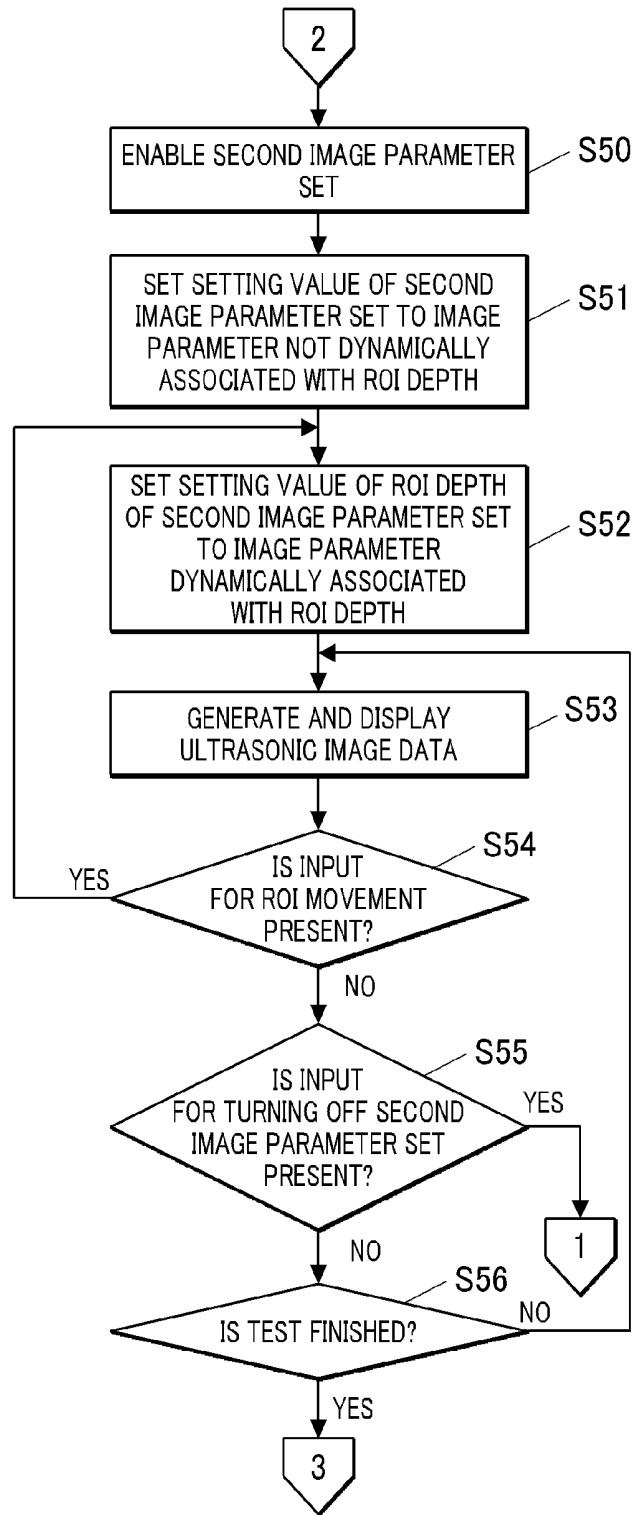 2
ENABLE SECOND IMAGE PARAMETER
SET
S50
SET SETTING VALUE OF SECOND
IMAGE PARAMETER SET TO IMAGE
PARAMETER NOT DYNAMICALLY
ASSOCIATED WITH ROI DEPTH
S51
SET SETTING VALUE OF ROI DEPTH
OF SECOND IMAGE PARAMETER SET
TO IMAGE PARAMETER
DYNAMICALLY ASSOCIATED
WITH ROI DEPTH
S52
GENERATE AND DISPLAY
ULTRASONIC IMAGE DATA
S53
S54
YES
IS INPUT
FOR ROI MOVEMENT
PRESENT?
NO
S55
IS INPUT
FOR TURNING OFF SECOND
IMAGE PARAMETER SET
PRESENT?
YES
1
NO
S56
IS TEST FINISHED?
NO
YES
3